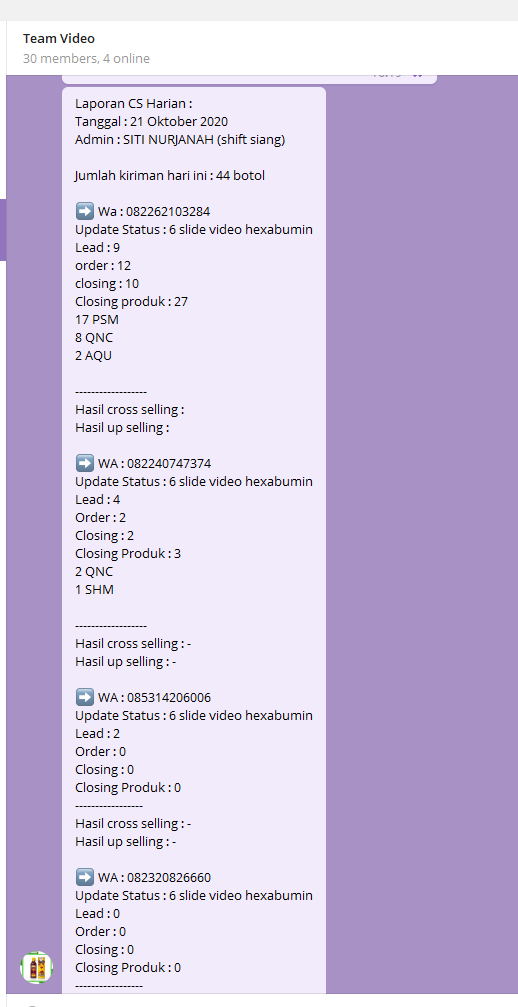 Team Video
30 members, 4 online
Laporan CS Harian :
Tanggal : 21 Oktober 2020
Admin : SITI NURJANAH (shift siang)
Jumlah kiriman hari ini : 44 botol
➡️ Wa : 082262103284
Update Status : 6 slide video hexabumin
Lead : 9
order : 12
closing : 10
Closing produk : 27
17 PSM
8 QNC
2 AQU
-----------------
Hasil cross selling :
Hasil up selling :
➡️ WA : 082240747374
Update Status : 6 slide video hexabumin
Lead : 4
Order : 2
Closing : 2
Closing Produk : 3
2 QNC
1 SHM
-----------------
Hasil cross selling : -
Hasil up selling : -
➡️ WA : 085314206006
Update Status : 6 slide video hexabumin
Lead : 2
Order : 0
Closing : 0
Closing Produk : 0
-----------------
Hasil cross selling : -
Hasil up selling : -
➡️ WA : 082320826660
Update Status : 6 slide video hexabumin
Lead : 0
Order : 0
Closing : 0
Closing Produk : 0
-----------------